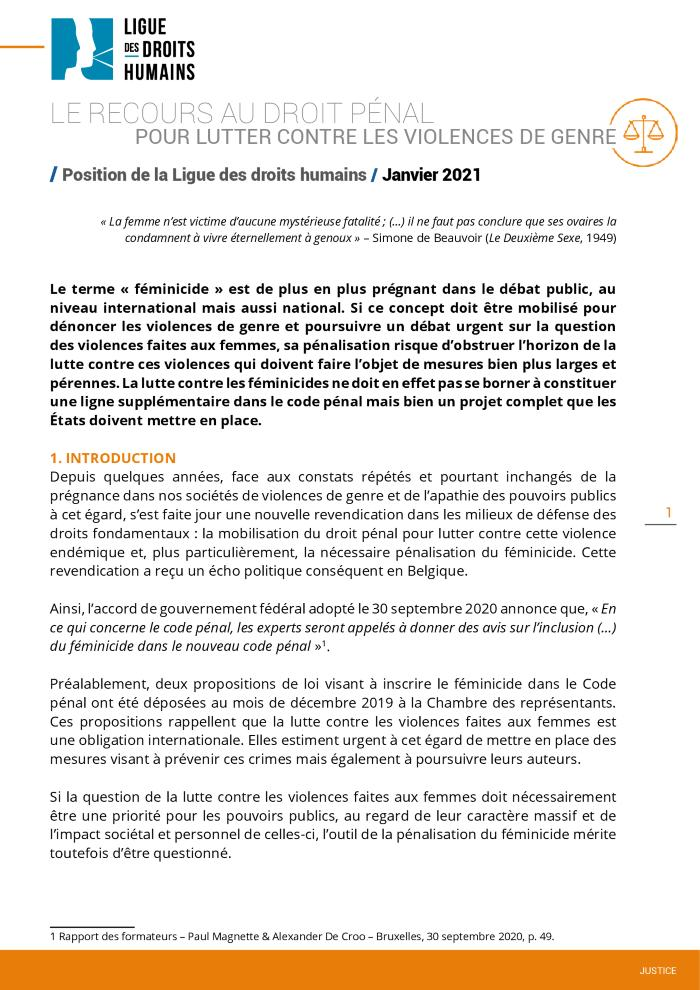 LIGUE
DES DROITS
HUMAINS
LE RECOURS AU DROIT PÉNAL
POUR LUTTER CONTRE LES VIOLENCES DE GENRE
/ Position de la Ligue des droits humains / Janvier 2021
« La femme n’est victime d’aucune mystérieuse fatalité ; (...) il ne faut pas conclure que ses ovaires la
condamnent à vivre éternellement à genoux » – Simone de Beauvoir (Le Deuxième Sexe, 1949)
Le terme « féminicide » est de plus en plus prégnant dans le débat public, au
niveau international mais aussi national. Si ce concept doit être mobilisé pour
dénoncer les violences de genre et poursuivre un débat urgent sur la question
des violences faites aux femmes, sa pénalisation risque d’obstruer l’horizon de la
lutte contre ces violences qui doivent faire l’objet de mesures bien plus larges et
pérennes. La lutte contre les féminicides ne doit en effet pas se borner à constituer
une ligne supplémentaire dans le code pénal mais bien un projet complet que les
États doivent mettre en place.
1. INTRODUCTION
Depuis quelques années, face aux constats répétés et pourtant inchangés de la
prégnance dans nos sociétés de violences de genre et de l’apathie des pouvoirs publics
à cet égard, s’est faite jour une nouvelle revendication dans les milieux de défense des
droits fondamentaux : la mobilisation du droit pénal pour lutter contre cette violence
endémique et, plus particulièrement, la nécessaire pénalisation du féminicide. Cette
revendication a reçu un écho politique conséquent en Belgique.
1
Ainsi, l’accord de gouvernement fédéral adopté le 30 septembre 2020 annonce que, « En
ce qui concerne le code pénal, les experts seront appelés à donner des avis sur l’inclusion (...)
du féminicide dans le nouveau code pénal »¹.
Préalablement, deux propositions de loi visant à inscrire le féminicide dans le Code
pénal ont été déposées au mois de décembre 2019 à la Chambre des représentants.
Ces propositions rappellent que la lutte contre les violences faites aux femmes est
une obligation internationale. Elles estiment urgent à cet égard de mettre en place des
mesures visant à prévenir ces crimes mais également à poursuivre leurs auteurs.
Si la question de la lutte contre les violences faites aux femmes doit nécessairement
être une priorité pour les pouvoirs publics, au regard de leur caractère massif et de
l’impact sociétal et personnel de celles-ci, l’outil de la pénalisation du féminicide mérite
toutefois d’être questionné.
1 Rapport des formateurs – Paul Magnette & Alexander De Croo – Bruxelles, 30 septembre 2020, p. 49.
JUSTICE